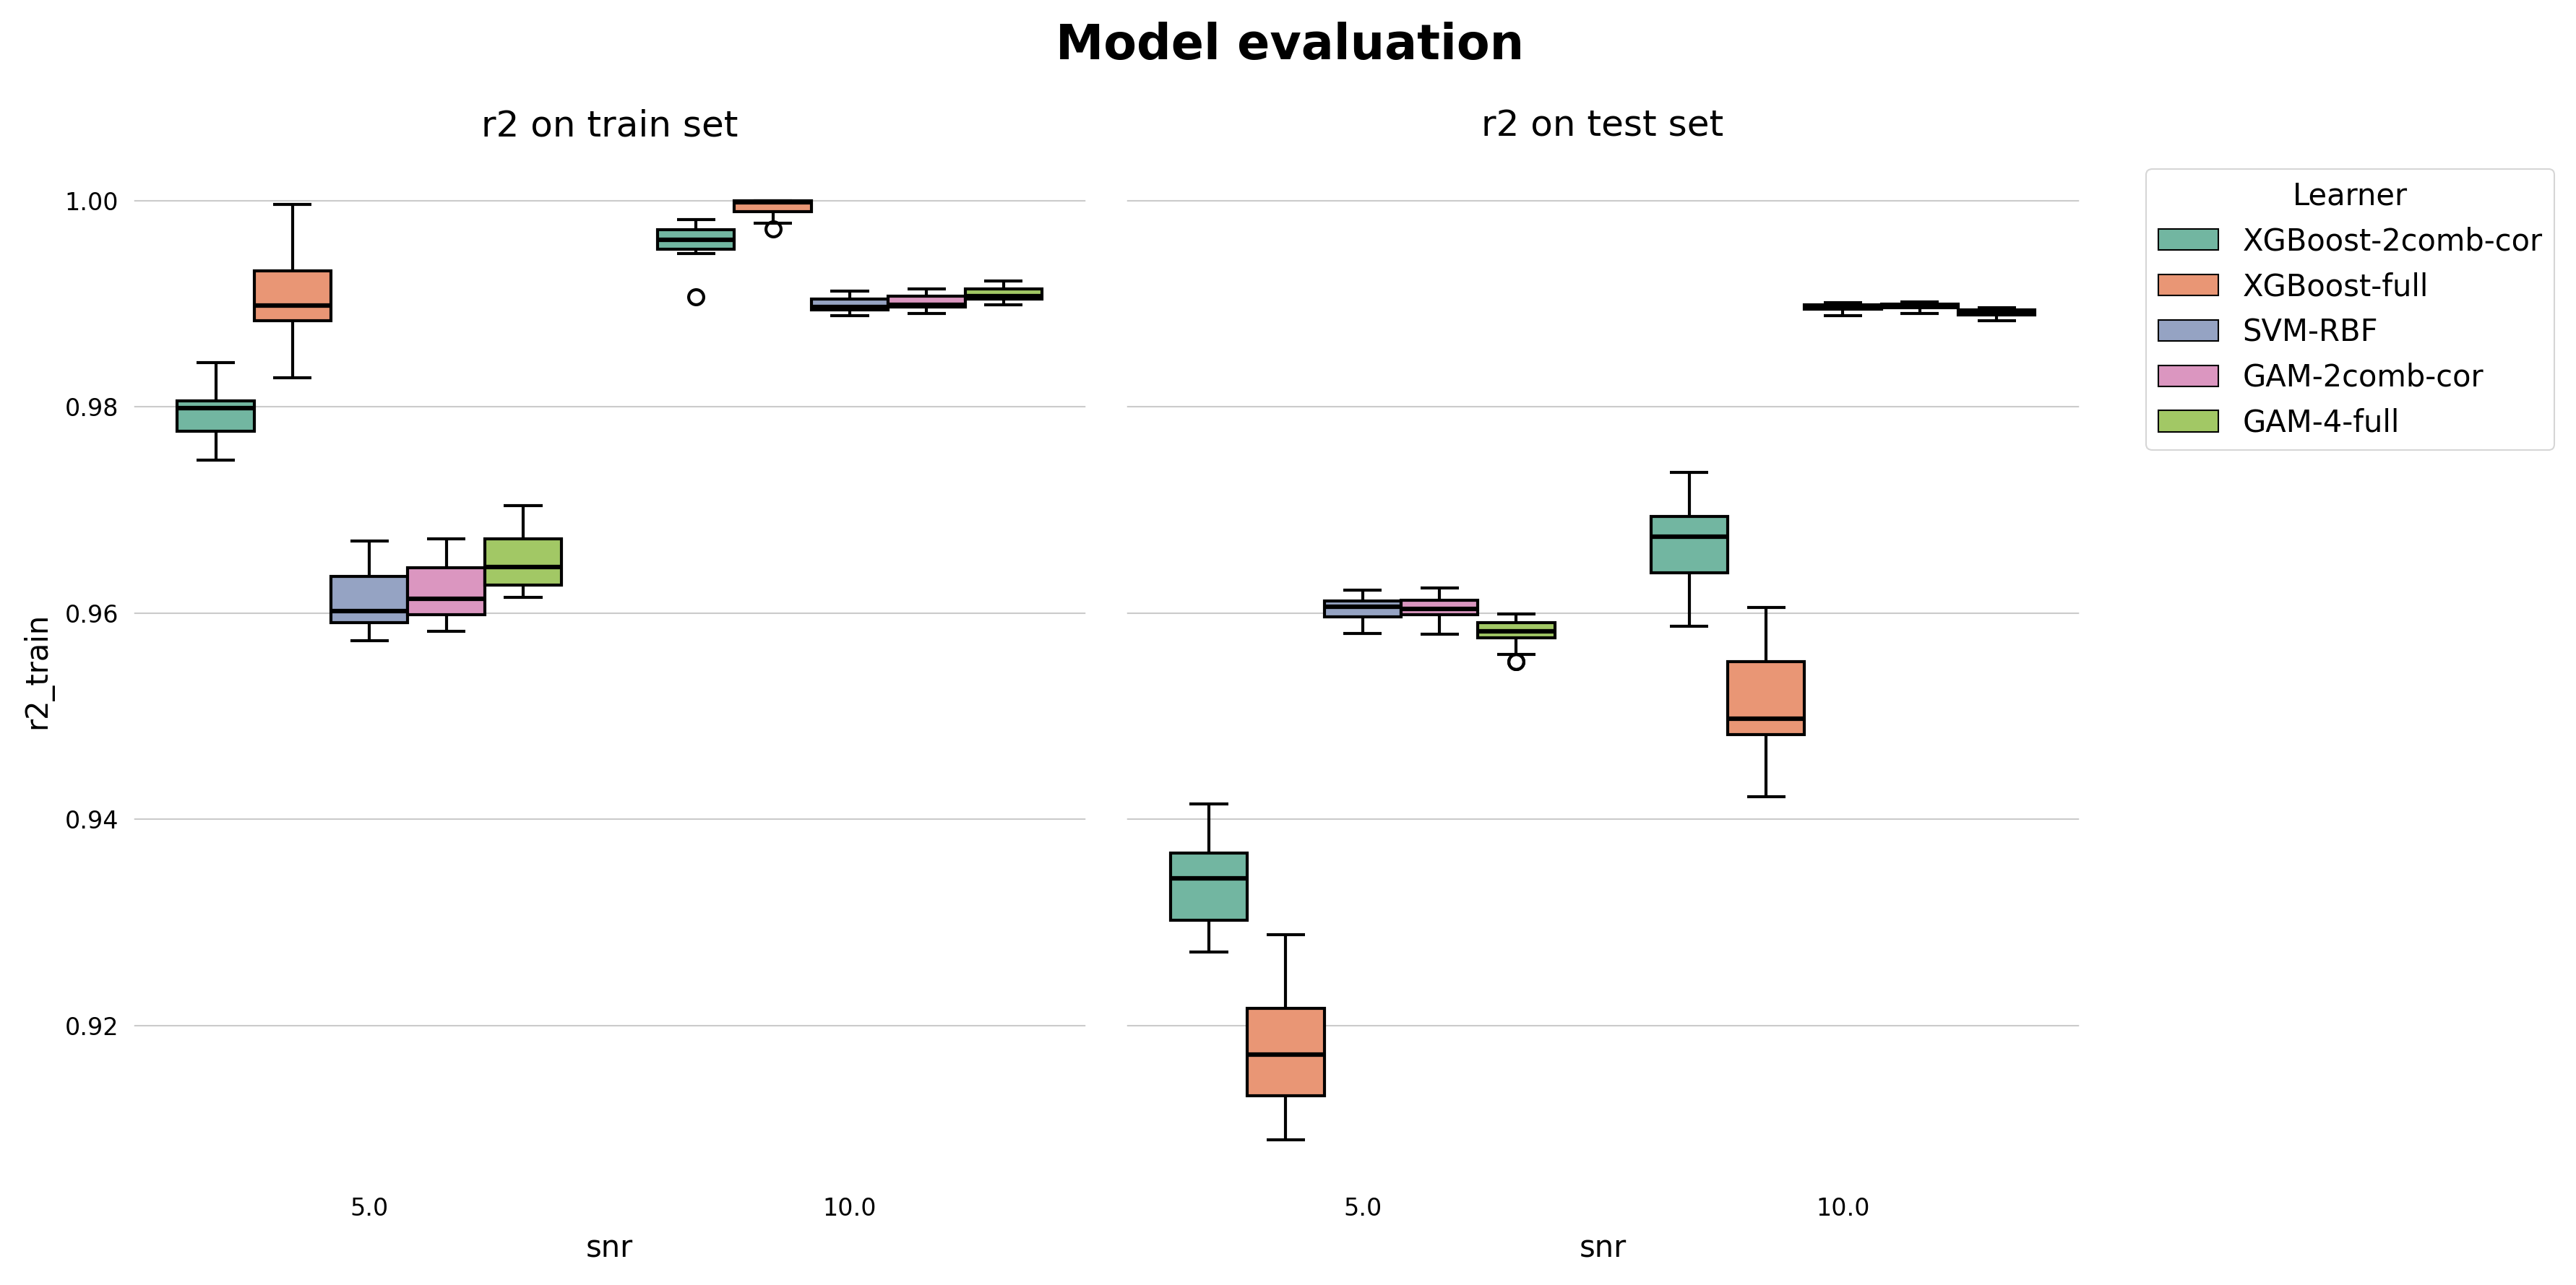 Model evaluation
r2 on train set
r2 on test set
1.00
0.98
0.96
0.94
0.92
r2_train
5.0
10.0
snr
5.0
10.0
snr
Learner
XGBoost-2comb-cor
XGBoost-full
SVM-RBF
GAM-2comb-cor
GAM-4-full